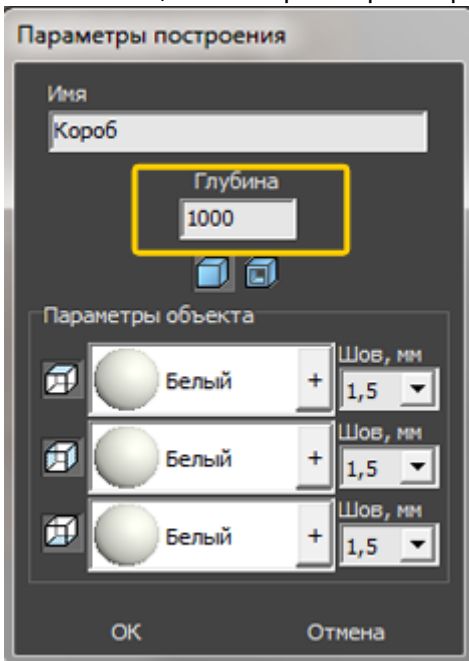 Параметры построения
Имя
Короб
Глубина
1000
Параметры объекта
Шов, мм
Белый
+
1,5
Шов, мм
Белый
+
1,5
Шов, мм
Белый
+
1,5
ОК
Отмена